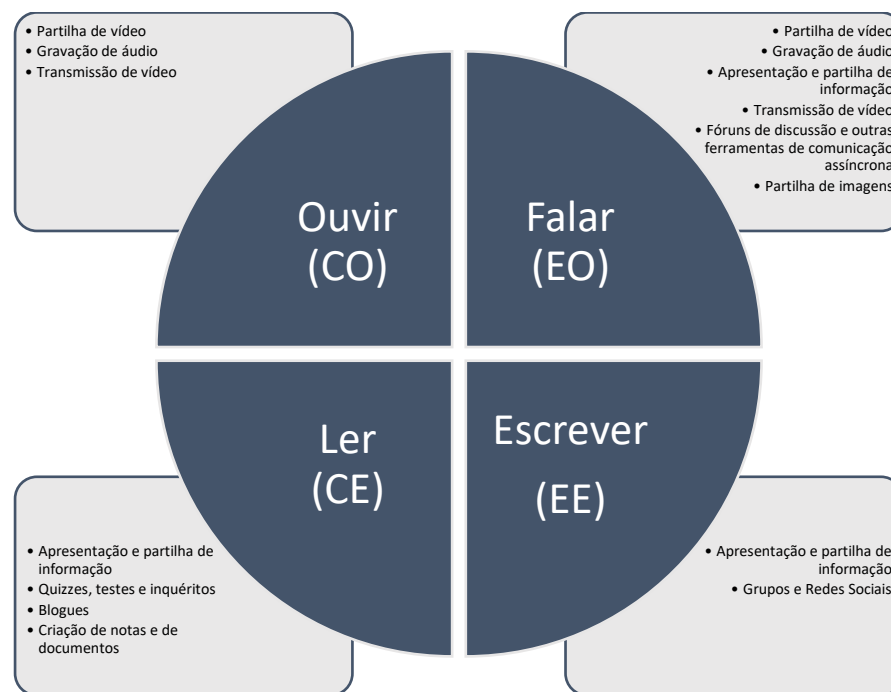 • Partilha de vídeo
• Gravação de áudio
• Transmissão de vídeo
• Partilha de vídeo
• Gravação de áudio
• Apresentação e partilha de
informação
• Transmissão de vídeo
• Fóruns de discussão e outras
ferramentas de comunicação
assíncrona
• Partilha de imagens
Ouvir
(CO)
Falar
(EO)
Ler
(CE)
Escrever
(EE)
• Apresentação e partilha de
informação
• Quizzes, testes e inquéritos
• Blogues
• Criação de notas e de
documentos
• Apresentação e partilha de
informação
• Grupos e Redes Sociais